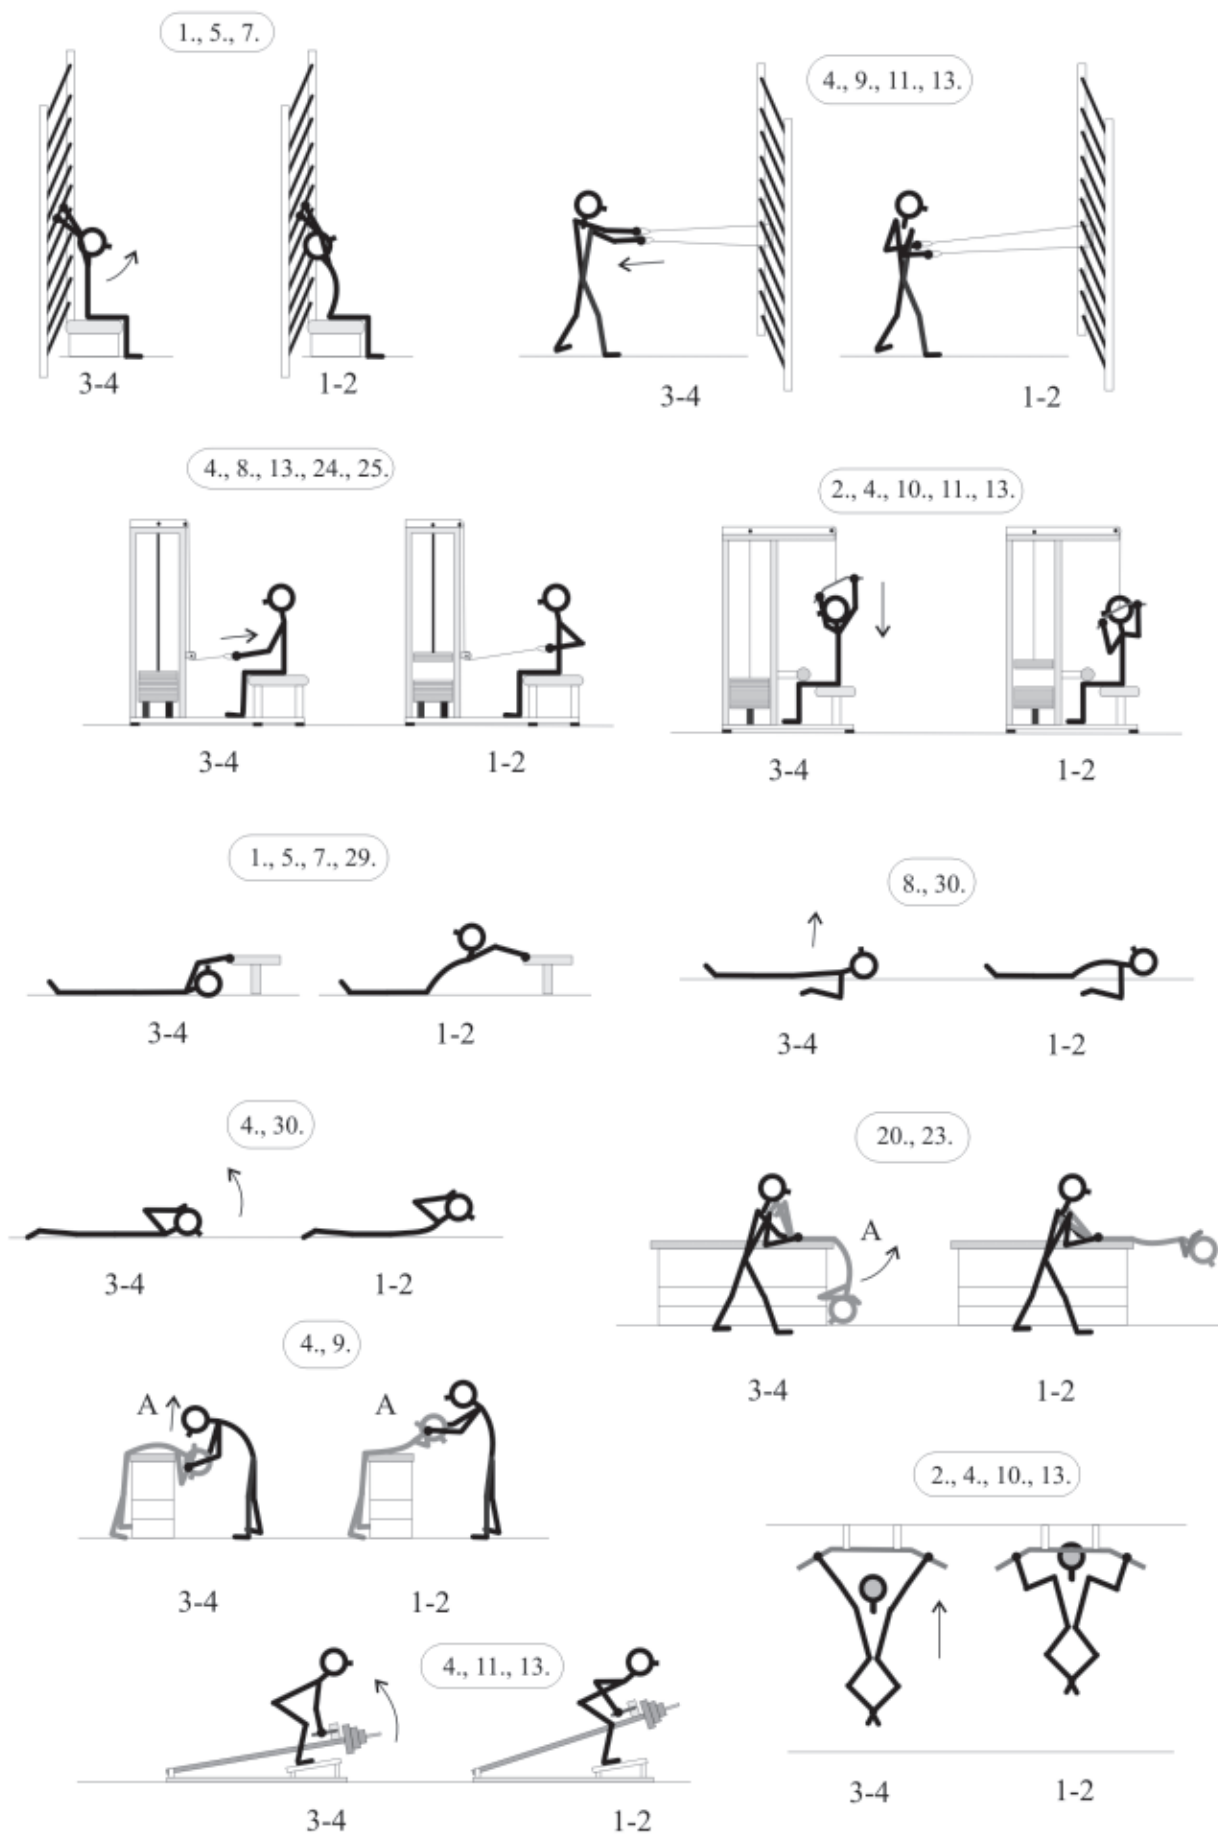 1., 5., 7.
4., 9., 11., 13.
3-4
1-2
3-4
1-2
4., 8., 13., 24., 25.
2., 4., 10., 11., 13.
3-4
1-2
3-4
1-2
1., 5., 7., 29.
8., 30.
3-4
1-2
3-4
1-2
4., 30.
20., 23.
A
3-4
1-2
4., 9.
3-4
1-2
A
A
2., 4., 10., 13.
3-4
1-2
4., 11., 13.
3-4
1-2
3-4
1-2